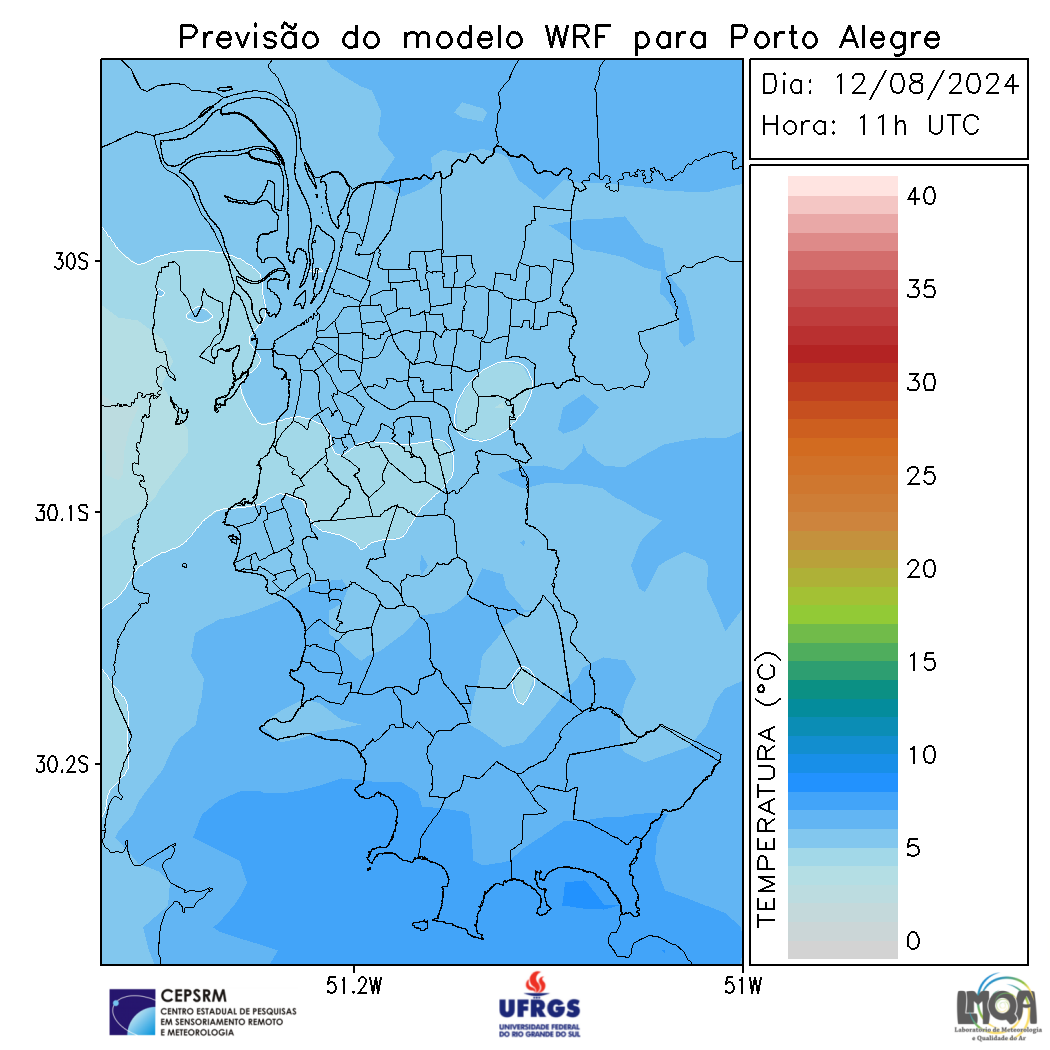 Previsão do modelo WRF para Porto Alegre
Dia: 12/08/2024
Hora: 11h UTC
40
35
30
25
20
15
10
5
0
TEMPERATURA (°C)
30S
30.1S
30.2S
51.2W
51W
CEPSRM
CENTRO ESTADUAL DE PESQUISAS
EM SENSORIAMENTO REMOTO
E METEOROLOGIA
UFRGS
UNIVERSIDADE FEDERAL
DO RIO GRANDE DO SUL
LMQA
Laboratório de Meteorologia
e Qualidade do Ar